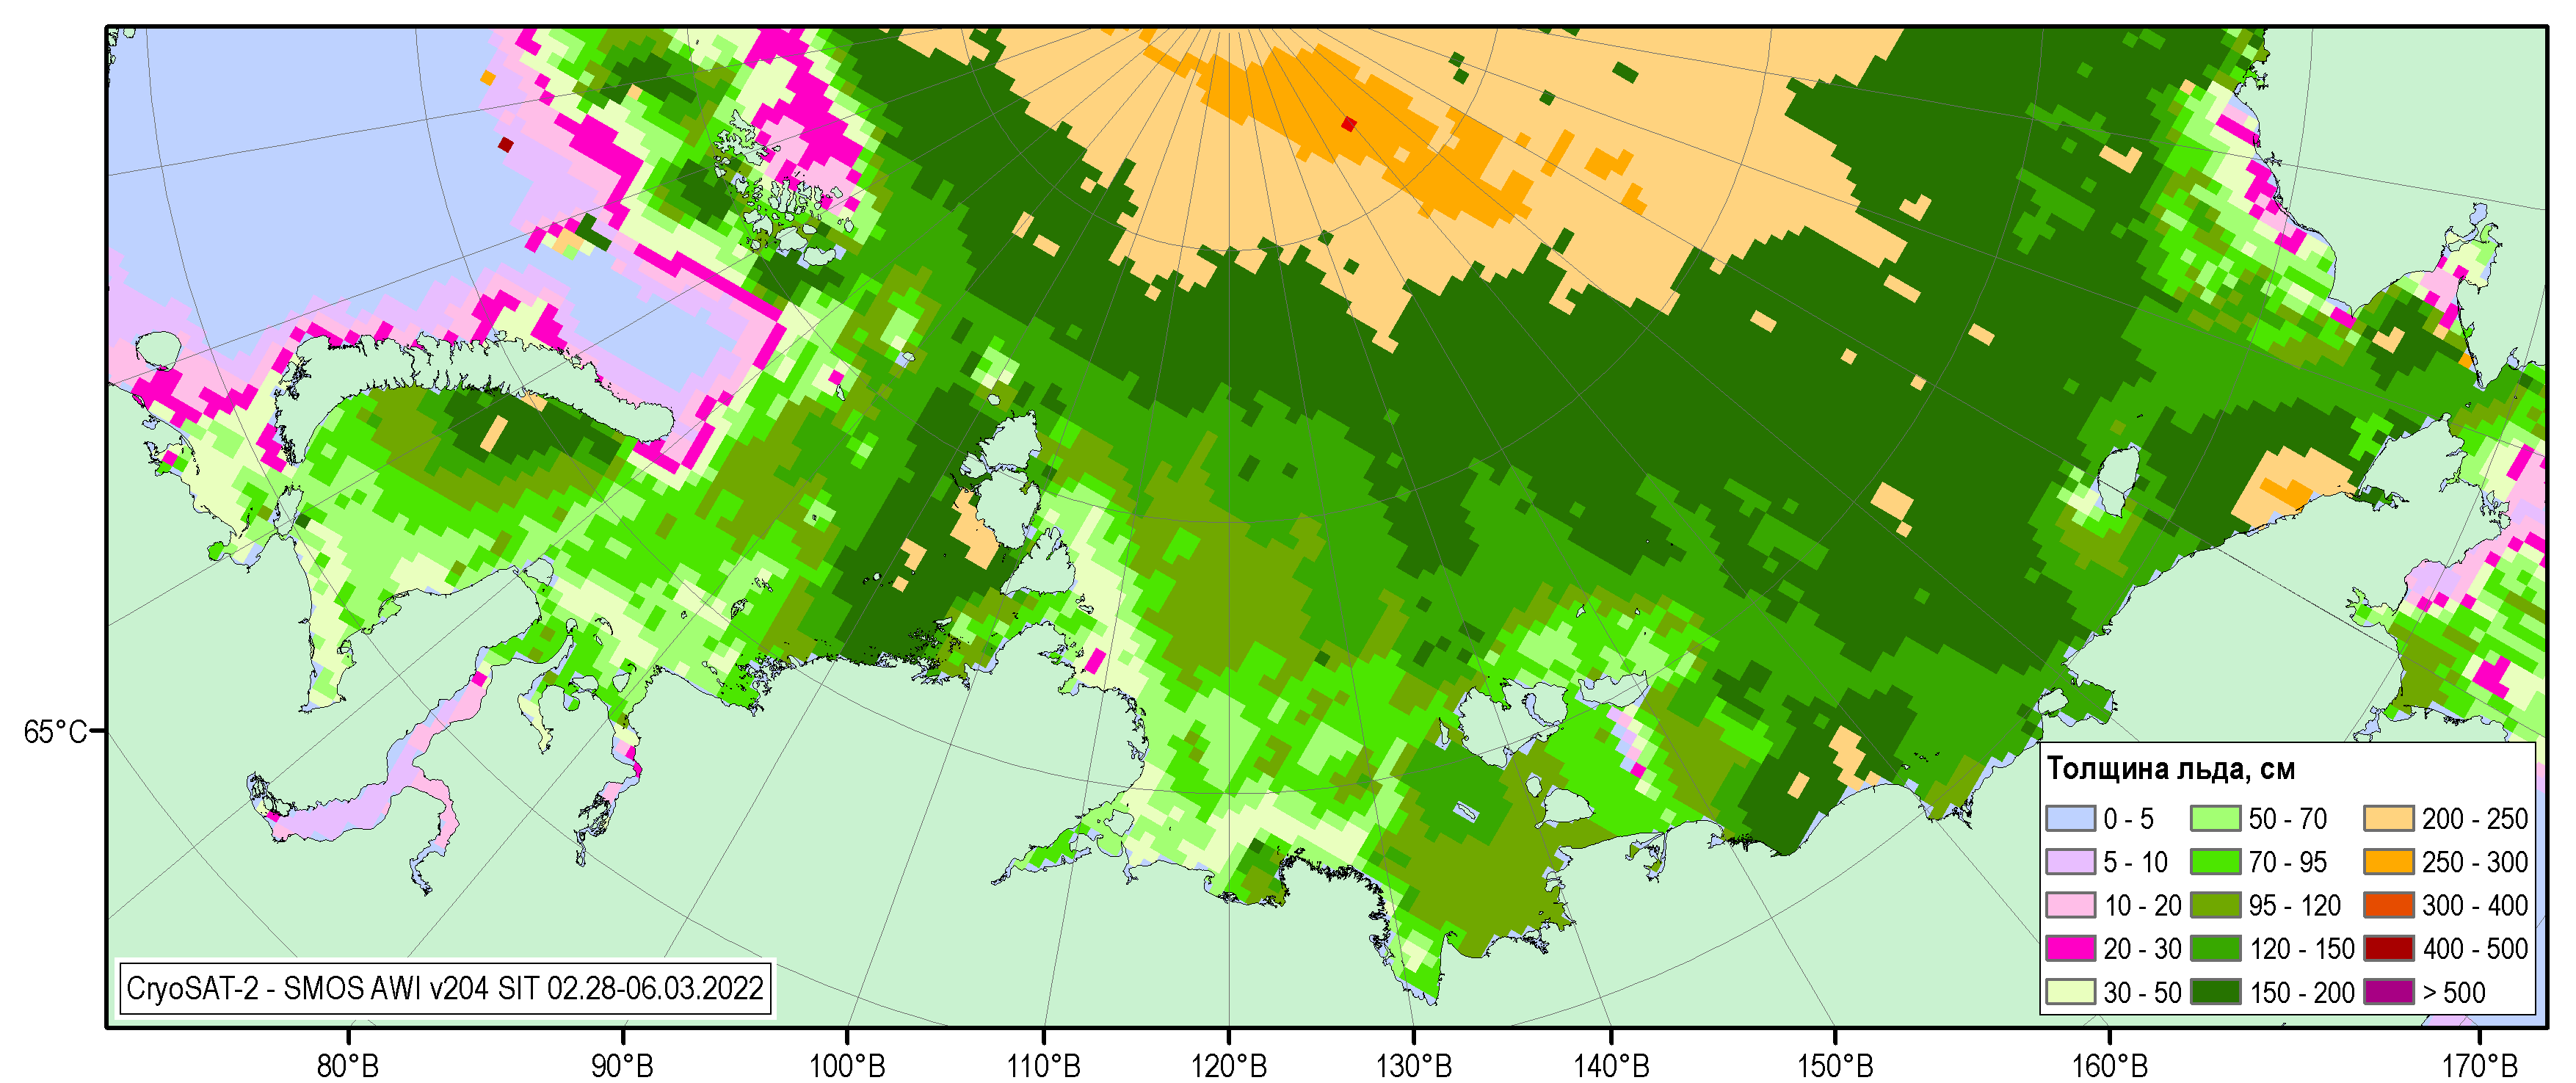 65°С
Толщина льда, см
0 - 5
50 - 70
200 - 250
5 - 10
70 - 95
250 - 300
10 - 20
95 - 120
300 - 400
20 - 30
120 - 150
400 - 500
30 - 50
150 - 200
> 500
CryoSAT-2 - SMOS AWI v204 SIT 02.28-06.03.2022
80°В
90°В
100°В
110°В
120°В
130°В
140°В
150°В
160°В
170°В